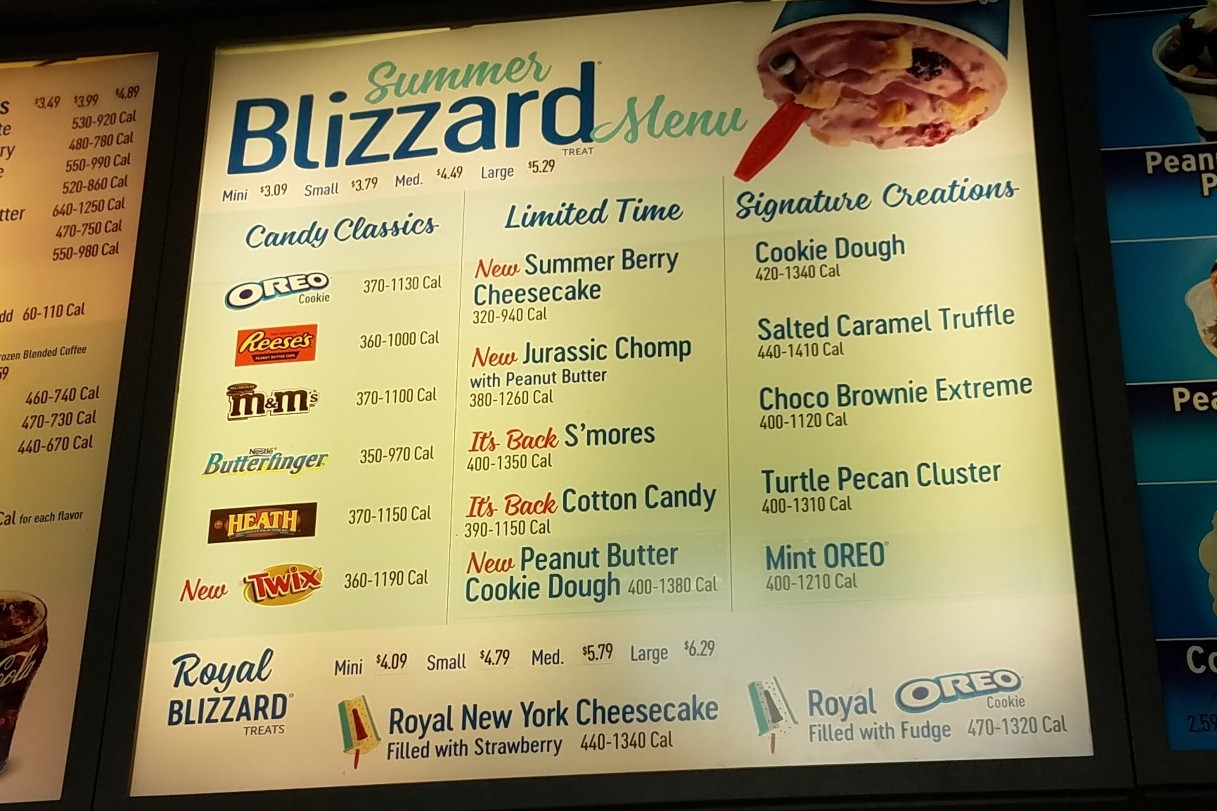 $3.49 $3.99 $4.89
530-920 Cal
480-780 Cal
550-990 Cal
520-860 Cal
640-1250 Cal
470-750 Cal
550-980 Cal
60-110 Cal
Blended Coffee
460-740 Cal
470-730 Cal
440-670 Cal
for each flavor
Summer
Blizzard® Menu
TREAT
Mini $3.09 Small $3.79 Med. $4.49 Large $5.29
Candy Classics
OREO
Cookie
370-1130 Cal
Reese's
PEANUT BUTTER CUPS
360-1000 Cal
m&m's
370-1100 Cal
Nestle
Butterfinger
350-970 Cal
HEATH
370-1150 Cal
New TWIX 360-1190 Cal
Limited Time
New Summer Berry
Cheesecake
320-940 Cal
New Jurassic Chomp
with Peanut Butter
380-1260 Cal
It's Back S'mores
400-1350 Cal
It's Back Cotton Candy
390-1150 Cal
New Peanut Butter
Cookie Dough 400-1380 Cal
Signature Creations
Cookie Dough
420-1340 Cal
Salted Caramel Truffle
440-1410 Cal
Choco Brownie Extreme
400-1120 Cal
Turtle Pecan Cluster
400-1310 Cal
Mint OREO®
400-1210 Cal
Royal
BLIZZARD®
TREATS
Mini $4.09 Small $4.79 Med. $5.79 Large $6.29
Royal New York Cheesecake
Filled with Strawberry 440-1340 Cal
Royal OREO
Cookie
Filled with Fudge 470-1320 Cal